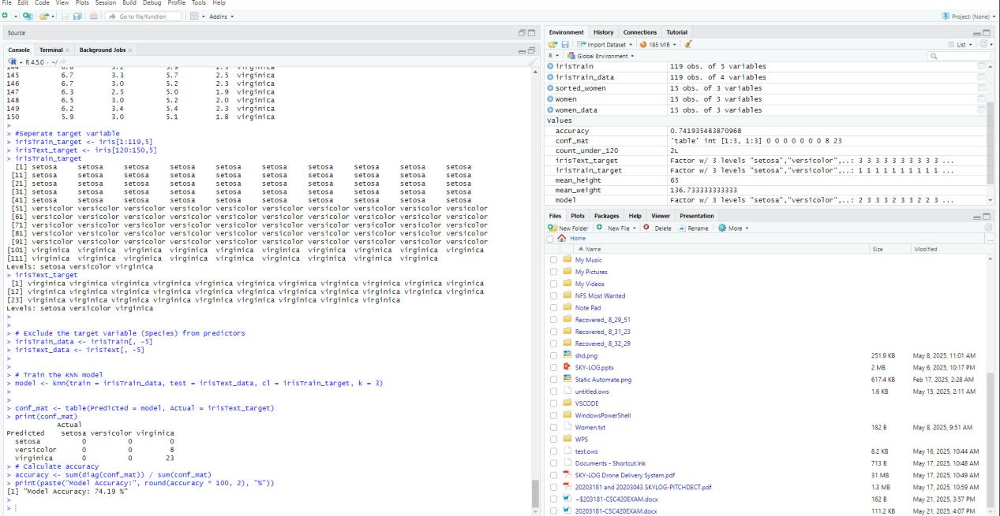 File Edit Code View Plots Session Build Debug Profile Tools Help
Go to file/function Addins
Project: (None)
Source
Console Terminal Background Jobs
R 4.5.0 · ~/
144 6.8 3.2 5.9 2.3 virginica
145 6.7 3.3 5.7 2.5 virginica
146 6.7 3.0 5.2 2.3 virginica
147 6.3 2.5 5.0 1.9 virginica
148 6.5 3.0 5.2 2.0 virginica
149 6.2 3.4 5.4 2.3 virginica
150 5.9 3.0 5.1 1.8 virginica
>
> #Seperate target variable
> irisTrain_target <- iris[1:119,5]
> irisText_target <- iris[120:150,5]
> irisTrain_target
[1] setosa setosa setosa setosa setosa setosa setosa setosa setosa setosa
[11] setosa setosa setosa setosa setosa setosa setosa setosa setosa setosa
[21] setosa setosa setosa setosa setosa setosa setosa setosa setosa setosa
[31] setosa setosa setosa setosa setosa setosa setosa setosa setosa setosa
[41] setosa setosa setosa setosa setosa setosa setosa setosa setosa setosa
[51] versicolor versicolor versicolor versicolor versicolor versicolor versicolor versicolor versicolor versicolor
[61] versicolor versicolor versicolor versicolor versicolor versicolor versicolor versicolor versicolor versicolor
[71] versicolor versicolor versicolor versicolor versicolor versicolor versicolor versicolor versicolor versicolor
[81] versicolor versicolor versicolor versicolor versicolor versicolor versicolor versicolor versicolor versicolor
[91] versicolor versicolor versicolor versicolor versicolor versicolor versicolor versicolor versicolor versicolor
[101] virginica virginica virginica virginica virginica virginica virginica virginica virginica virginica
[111] virginica virginica virginica virginica virginica virginica virginica virginica virginica
Levels: setosa versicolor virginica
> irisText_target
[1] virginica virginica virginica virginica virginica virginica virginica virginica virginica virginica virginica
[12] virginica virginica virginica virginica virginica virginica virginica virginica virginica virginica virginica
[23] virginica virginica virginica virginica virginica virginica virginica virginica virginica
Levels: setosa versicolor virginica
>
>
> # Exclude the target variable (Species) from predictors
> irisTrain_data <- irisTrain[, -5]
> irisText_data <- irisText[, -5]
>
>
> # Train the KNN model
> model <- knn(train = irisTrain_data, test = irisText_data, cl = irisTrain_target, k = 3)
>
>
> conf_mat <- table(Predicted = model, Actual = irisText_target)
> print(conf_mat)
Actual
Predicted setosa versicolor virginica
setosa 0 0 0
versicolor 0 0 8
virginica 0 0 23
> # Calculate accuracy
> accuracy <- sum(diag(conf_mat)) / sum(conf_mat)
> print(paste("Model Accuracy:", round(accuracy * 100, 2), "%"))
[1] "Model Accuracy: 74.19 %"
>
>
Environment History Connections Tutorial
Import Dataset 185 MiB List
R Global Environment
irisTrain 119 obs. of 5 variables
irisTrain_data 119 obs. of 4 variables
sorted_women 15 obs. of 3 variables
women 15 obs. of 3 variables
women_data 15 obs. of 3 variables
Values
accuracy 0.741935483870968
conf_mat 'table' int [1:3, 1:3] 0 0 0 0 0 0 0 8 23
count_under_120 2L
irisText_target Factor w/ 3 levels "setosa","versicolor",..: 3 3 3 3 3 3 3 3 3 3 ...
irisTrain_target Factor w/ 3 levels "setosa","versicolor",..: 1 1 1 1 1 1 1 1 1 1 ...
mean_height 65
mean_weight 136.733333333333
model Factor w/ 3 levels "setosa","versicolor",..: 2 3 3 3 2 3 3 2 2 3 ...
Files Plots Packages Help Viewer Presentation
New Folder New File Delete Rename More
Home ...
Name Size Modified
My Music
My Pictures
My Videos
NFS Most Wanted
Note Pad
Recovered_ 8_29_51
Recovered_ 8_31_23
Recovered_ 8_32_29
shd.png 251.9 KB May 8, 2025, 11:01 AM
SKY-LOG.pptx 2 MB May 6, 2025, 10:17 PM
Static Automate.png 617.4 KB Feb 17, 2025, 2:28 AM
untitled.ows 1.6 KB May 15, 2025, 2:11 AM
VSCODE
WindowsPowerShell
Women.txt 182 B May 8, 2025, 9:51 AM
WPS
test.ows 8.2 KB May 16, 2025, 10:44 AM
Documents - Shortcut.lnk 713 B May 17, 2025, 10:48 AM
SKY-LOG Drone Delivery System.pdf 31 MB May 17, 2025, 10:49 AM
20203181 and 20203043 SKYLOG-PITCHDECT.pdf 1.3 MB May 17, 2025, 10:59 AM
~$203181-CSC420EXAM.docx 162 B May 21, 2025, 3:57 PM
20203181-CSC420EXAM.docx 111.2 KB May 21, 2025, 4:07 PM